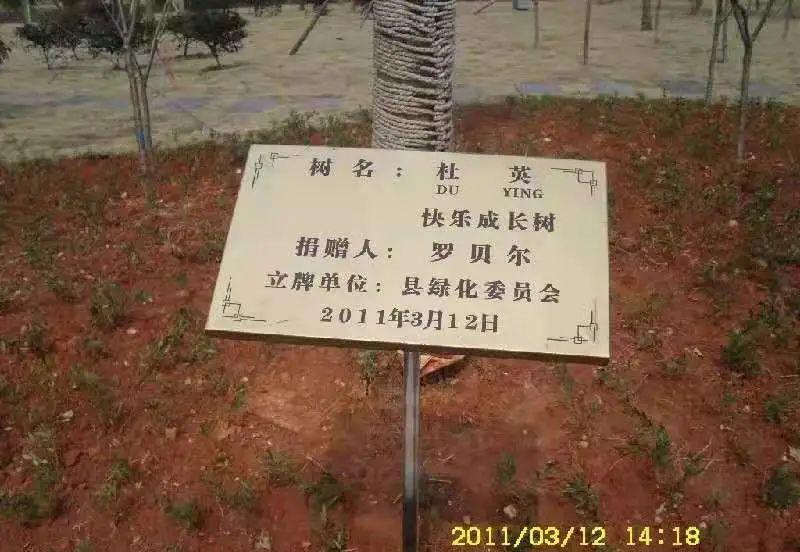 树名：杜英
DU YING
快乐成长树
捐赠人：罗贝尔
立牌单位：县绿化委员会
2011年3月12日
2011/03/12 14:18